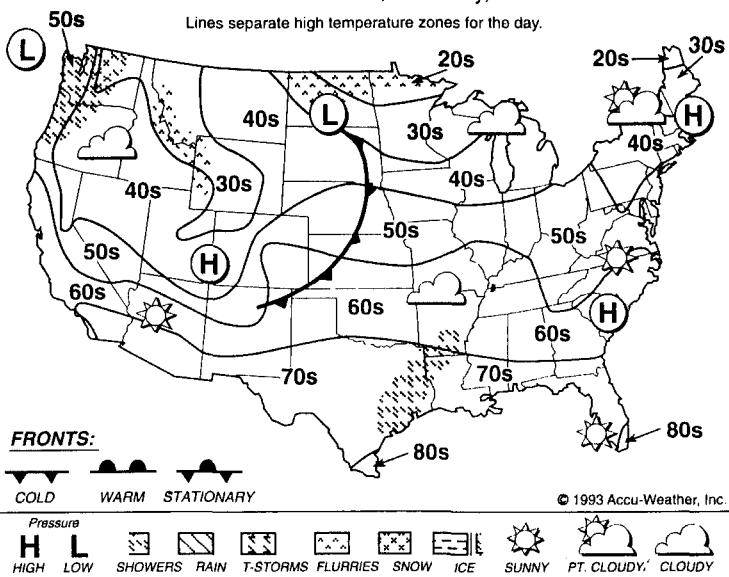 Lines separate high temperature zones for the day.
50s
L
20s
20s
30s
40s
L
30s
H
40s
40s
30s
40s
50s
50s
50s
H
60s
60s
H
60s
70s
70s
80s
80s
FRONTS:
COLD WARM STATIONARY
© 1993 Accu-Weather, Inc.
Pressure
H L
HIGH LOW SHOWERS RAIN T-STORMS FLURRIES SNOW ICE SUNNY PT. CLOUDY CLOUDY